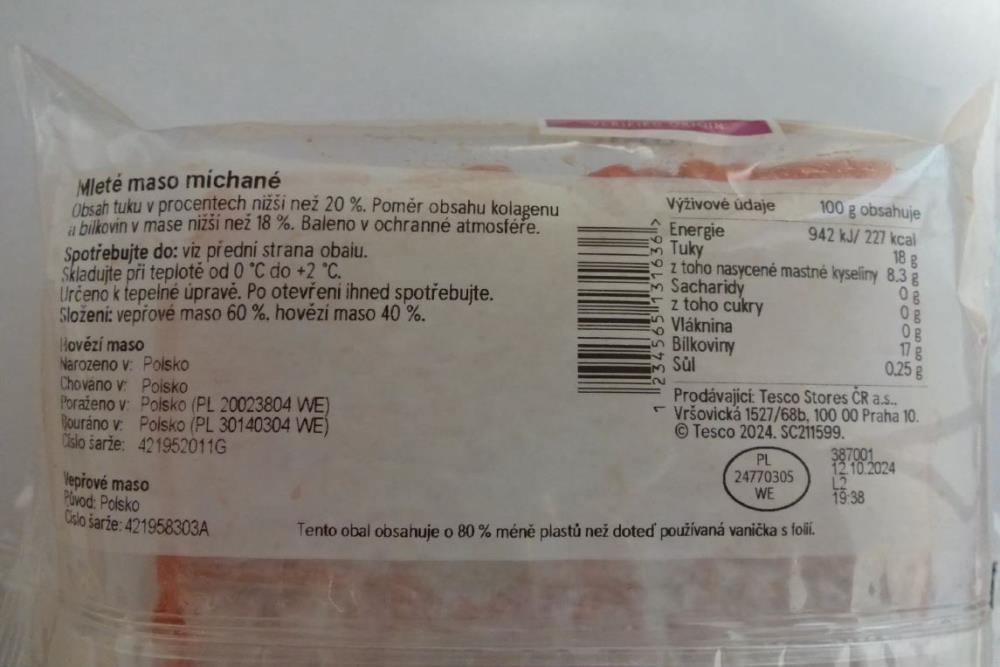 VERIFIED ORIGIN
Mleté maso míchané
Obsah tuku v procentech nižší než 20 %. Poměr obsahu kolagenu
a bílkovin v mase nižší než 18 %. Baleno v ochranné atmosféře.
Spotřebujte do: viz přední strana obalu.
Skladujte při teplotě od 0 °C do +2 °C.
Určeno k tepelné úpravě. Po otevření ihned spotřebujte.
Složení: vepřové maso 60 %, hovězí maso 40 %.
Hovězí maso
Narozeno v: Polsko
Chováno v: Polsko
Poraženo v: Polsko (PL 20023804 WE)
Bouráno v: Polsko (PL 30140304 WE)
Číslo šarže: 421952011G
Vepřové maso
Původ: Polsko
Číslo šarže: 421958303A
1 234565 131636 >
Výživové údaje 100 g obsahuje
Energie 942 kJ/ 227 kcal
Tuky 18 g
z toho nasycené mastné kyseliny 8.3 g
Sacharidy 0 g
z toho cukry 0 g
Vláknina 0 g
Bílkoviny 17 g
Sůl 0.25 g
Prodávající: Tesco Stores ČR a.s.,
Vršovická 1527/68b, 100 00 Praha 10.
© Tesco 2024. SC211599.
PL
24770305
WE
387001
12.10.2024
L2
19:38
Tento obal obsahuje o 80 % méně plastů než doteď používaná vanička s folií.